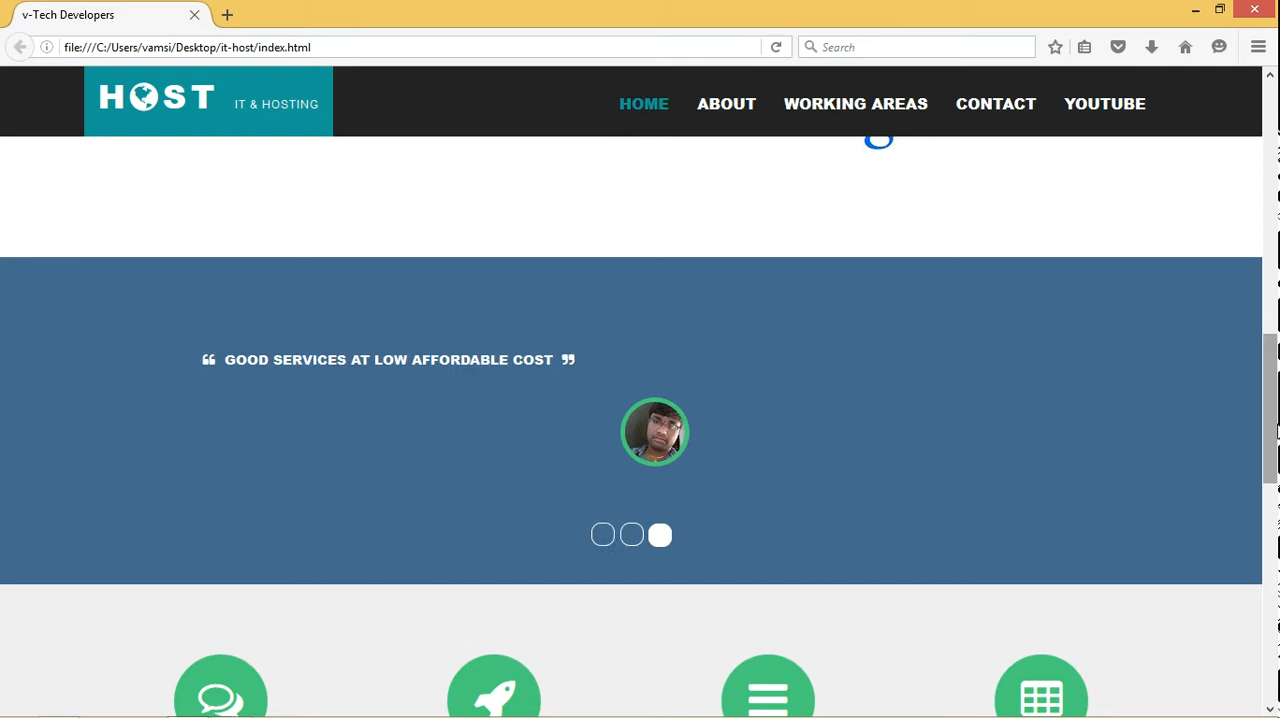 v-Tech Developers
file:///C:/Users/vamsi/Desktop/it-host/index.html
Search
HOST IT & HOSTING
HOME ABOUT WORKING AREAS CONTACT YOUTUBE
g
❝ GOOD SERVICES AT LOW AFFORDABLE COST ❞